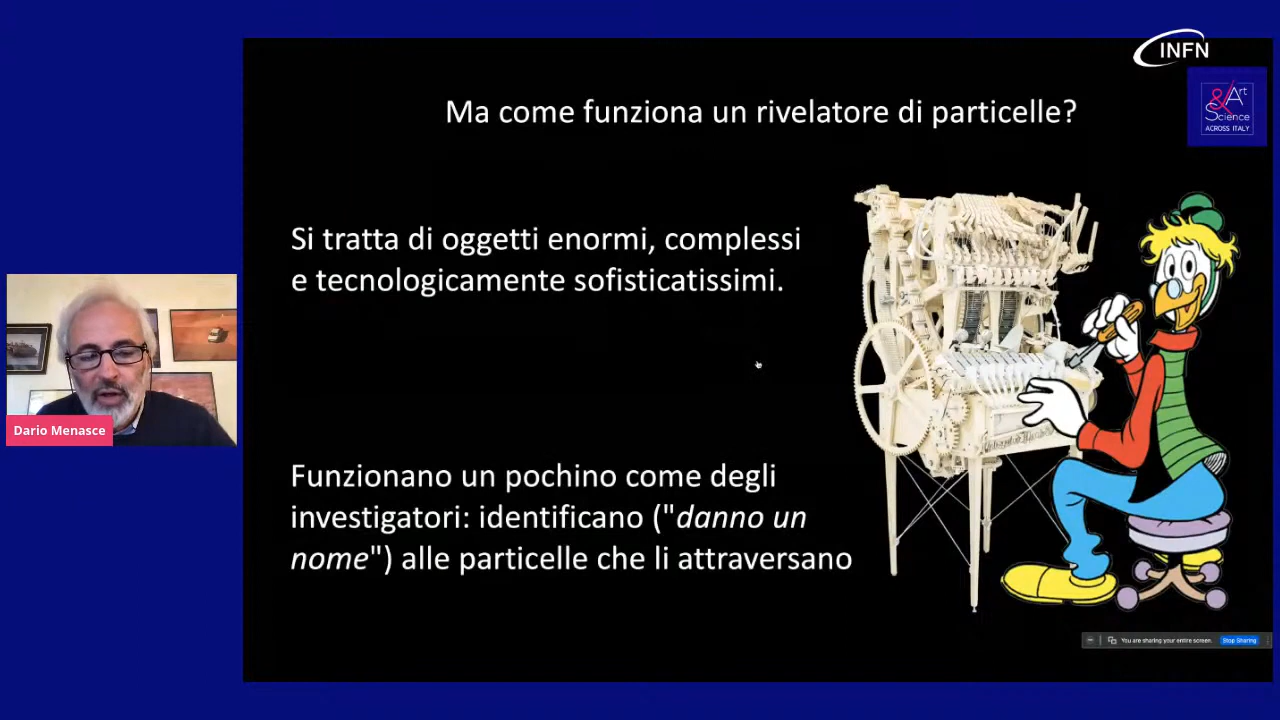 INFN
& Art
Science
ACROSS ITALY
Ma come funziona un rivelatore di particelle?
Si tratta di oggetti enormi, complessi
e tecnologicamente sofisticatissimi.
Dario Menasce
Funzionano un pochino come degli
investigatori: identificano ("danno un
nome") alle particelle che li attraversano
You are sharing your entire screen.
Stop Sharing